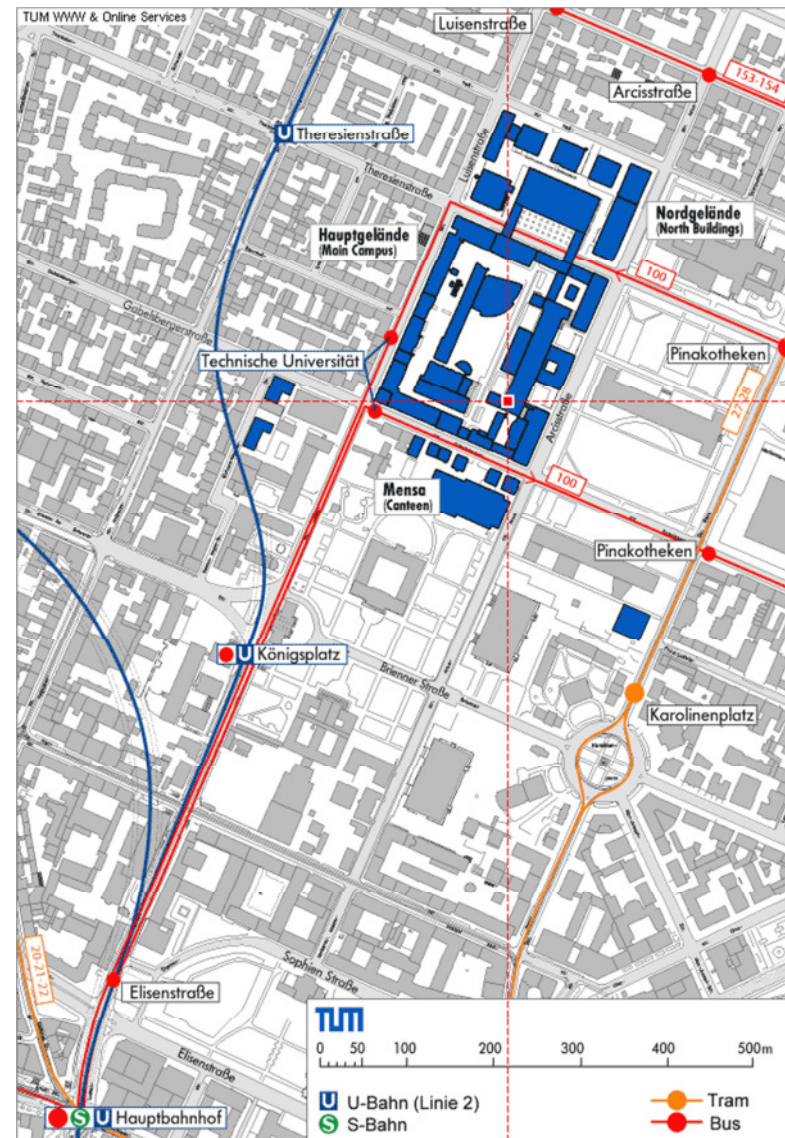 TUM WWW & Online Services
Luisenstraße
153·154
Arcisstraße
U Theresienstraße
Luisenstraße
Theresienstraße
Nordgelände
(North Buildings)
Hauptgelände
(Main Campus)
100
Gabelsbergerstraße
Technische Universität
Pinakotheken
27·28
Arcisstraße
Mensa
(Canteen)
100
Pinakotheken
U Königsplatz
Brienner Straße
Karolinenplatz
20·21·22
Sophien Straße
Elisenstraße
TUM
Elisenstraße
0 50 100 200 300 400 500m
U U-Bahn (Linie 2)
Tram
S U Hauptbahnhof
S S-Bahn
Bus